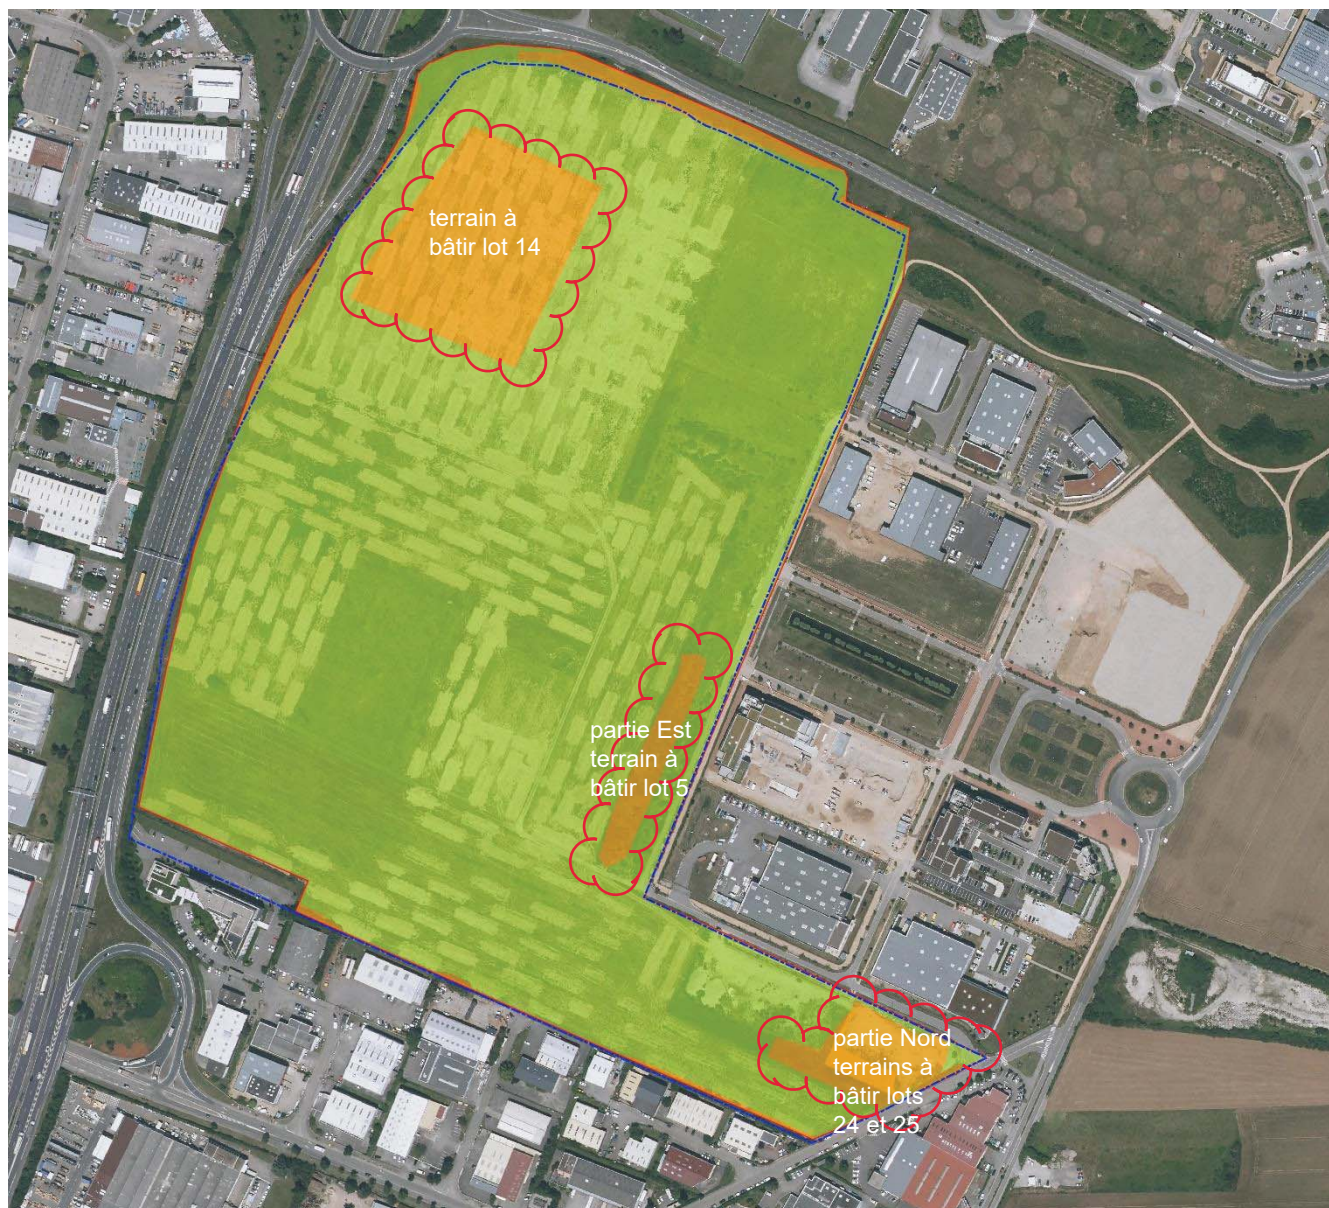 terrain à
bâtir lot 14
partie Est
terrain à
bâtir lot 5
partie Nord
terrains à
bâtir lots
24 et 25